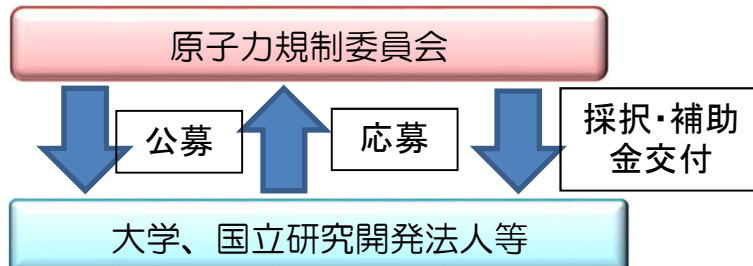 原子力規制委員会
公募
応募
採択・補助
金交付
大学、国立研究開発法人等